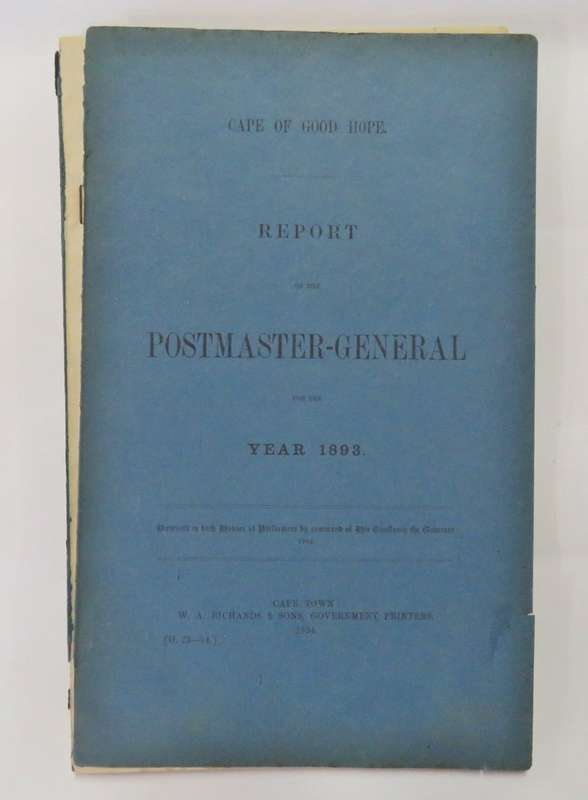 CAPE OF GOOD HOPE.
REPORT
OF THE
POSTMASTER-GENERAL
FOR THE
YEAR 1893.
Presented to both Houses of Parliament by command of His Excellency the Governor
1894.
CAPE TOWN
W. A. RICHARDS & SONS, GOVERNMENT PRINTERS.
1894.